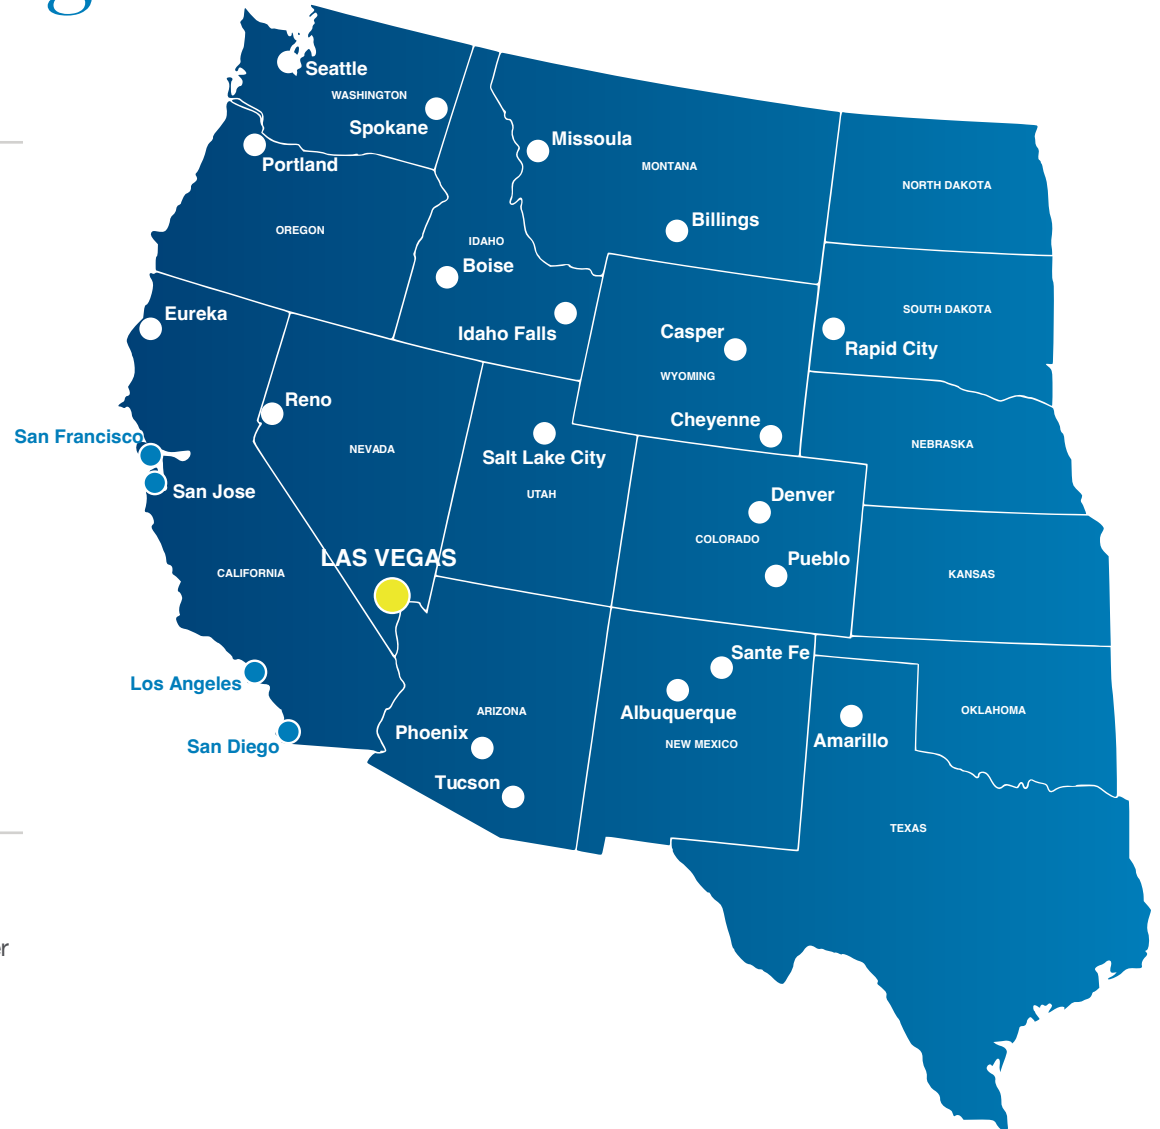 g
Seattle
WASHINGTON
Spokane
Missoula
Portland
MONTANA
NORTH DAKOTA
Billings
OREGON
IDAHO
Boise
Eureka
Idaho Falls
Casper
SOUTH DAKOTA
Rapid City
WYOMING
Reno
Cheyenne
San Francisco
NEVADA
Salt Lake City
NEBRASKA
San Jose
UTAH
Denver
COLORADO
LAS VEGAS
Pueblo
CALIFORNIA
KANSAS
Sante Fe
Los Angeles
ARIZONA
Albuquerque
OKLAHOMA
Phoenix
NEW MEXICO
Amarillo
San Diego
Tucson
TEXAS
er